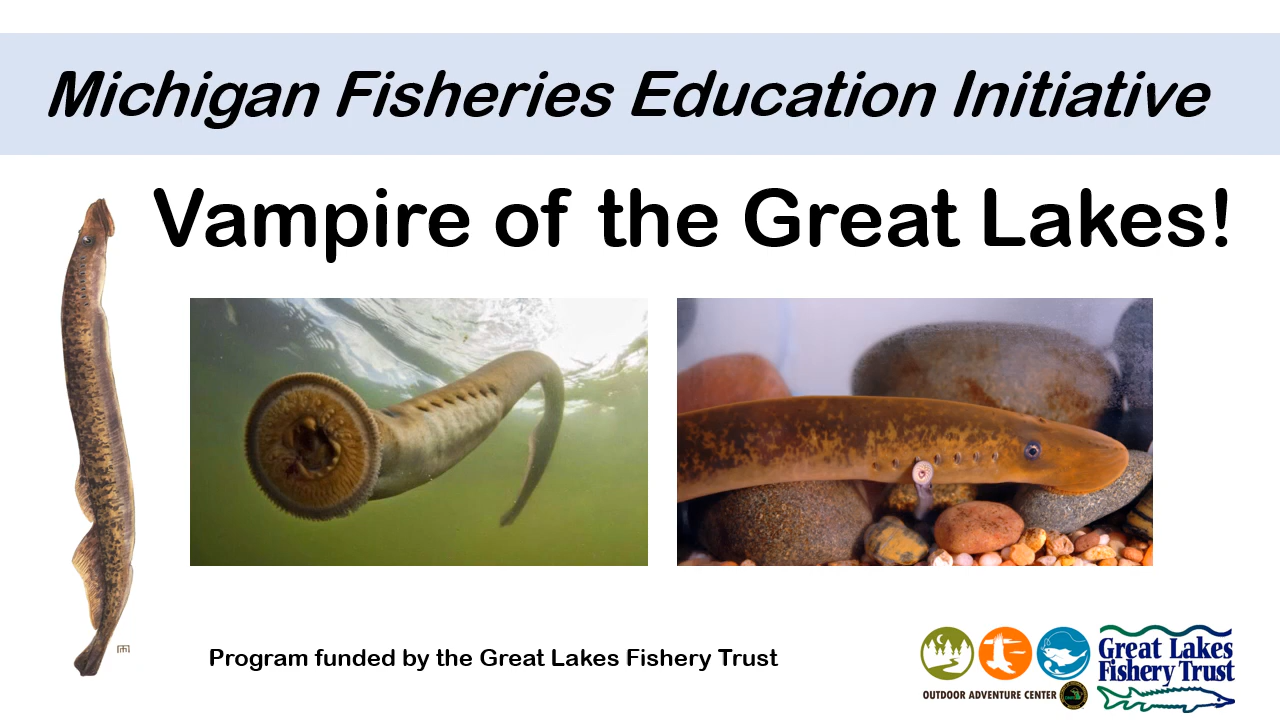 Michigan Fisheries Education Initiative
Vampire of the Great Lakes!
Program funded by the Great Lakes Fishery Trust
OUTDOOR ADVENTURE CENTER
Great Lakes
Fishery Trust